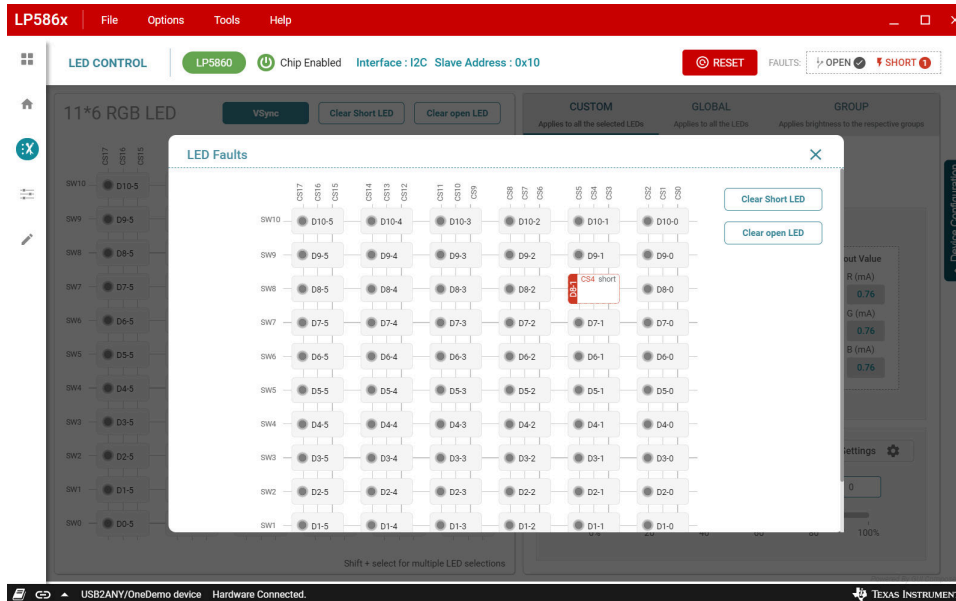 LP586x File Options Tools Help
LED CONTROL LP5860 Chip Enabled Interface : I2C Slave Address : 0x10 RESET FAULTS: OPEN SHORT 1
11*6 RGB LED VSync Clear Short LED Clear open LED
CUSTOM GLOBAL GROUP
Applies to all the selected LEDs Applies to all the LEDs Applies brightness to the respective groups
CS17 CS16 CS15
SW10 D10-5
SW9 D9-5
SW8 D8-5
SW7 D7-5
SW6 D6-5
SW5 D5-5
SW4 D4-5
SW3 D3-5
SW2 D2-5
SW1 D1-5
SW0 D0-5
LED Faults
CS17 CS16 CS15 CS14 CS13 CS12 CS11 CS10 CS9 CS8 CS7 CS6 CS5 CS4 CS3 CS2 CS1 CS0
Clear Short LED
Clear open LED
SW10 D10-5 D10-4 D10-3 D10-2 D10-1 D10-0
SW9 D9-5 D9-4 D9-3 D9-2 D9-1 D9-0
SW8 D8-5 D8-4 D8-3 D8-2 D8-1 CS4 short D8-0
SW7 D7-5 D7-4 D7-3 D7-2 D7-1 D7-0
SW6 D6-5 D6-4 D6-3 D6-2 D6-1 D6-0
SW5 D5-5 D5-4 D5-3 D5-2 D5-1 D5-0
SW4 D4-5 D4-4 D4-3 D4-2 D4-1 D4-0
SW3 D3-5 D3-4 D3-3 D3-2 D3-1 D3-0
SW2 D2-5 D2-4 D2-3 D2-2 D2-1 D2-0
SW1 D1-5 D1-4 D1-3 D1-2 D1-1 D1-0
Device Configuration
out Value
R (mA)
0.76
G (mA)
0.76
B (mA)
0.76
ettings
0
0% 20 40 60 80 100%
Shift + select for multiple LED selections
USB2ANY/OneDemo device Hardware Connected. TEXAS INSTRUMEN